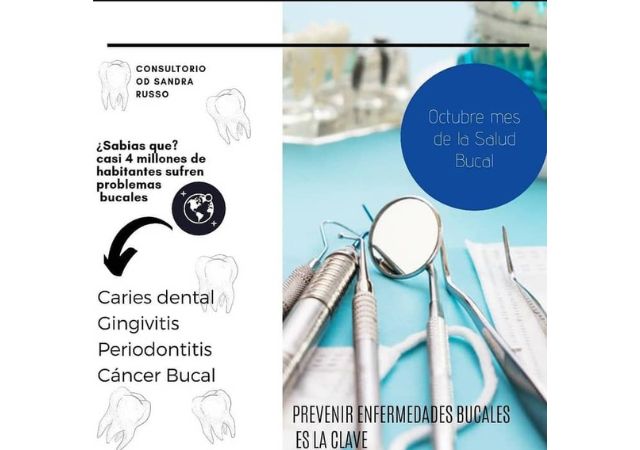 CONSULTORIO
OD SANDRA
RUSSO
¿Sabias que?
casi 4 millones de
habitantes sufren
problemas
bucales
Caries dental
Gingivitis
Periodontitis
Cáncer Bucal
Octubre mes
de la Salud
Bucal
PREVENIR ENFERMEDADES BUCALES
ES LA CLAVE